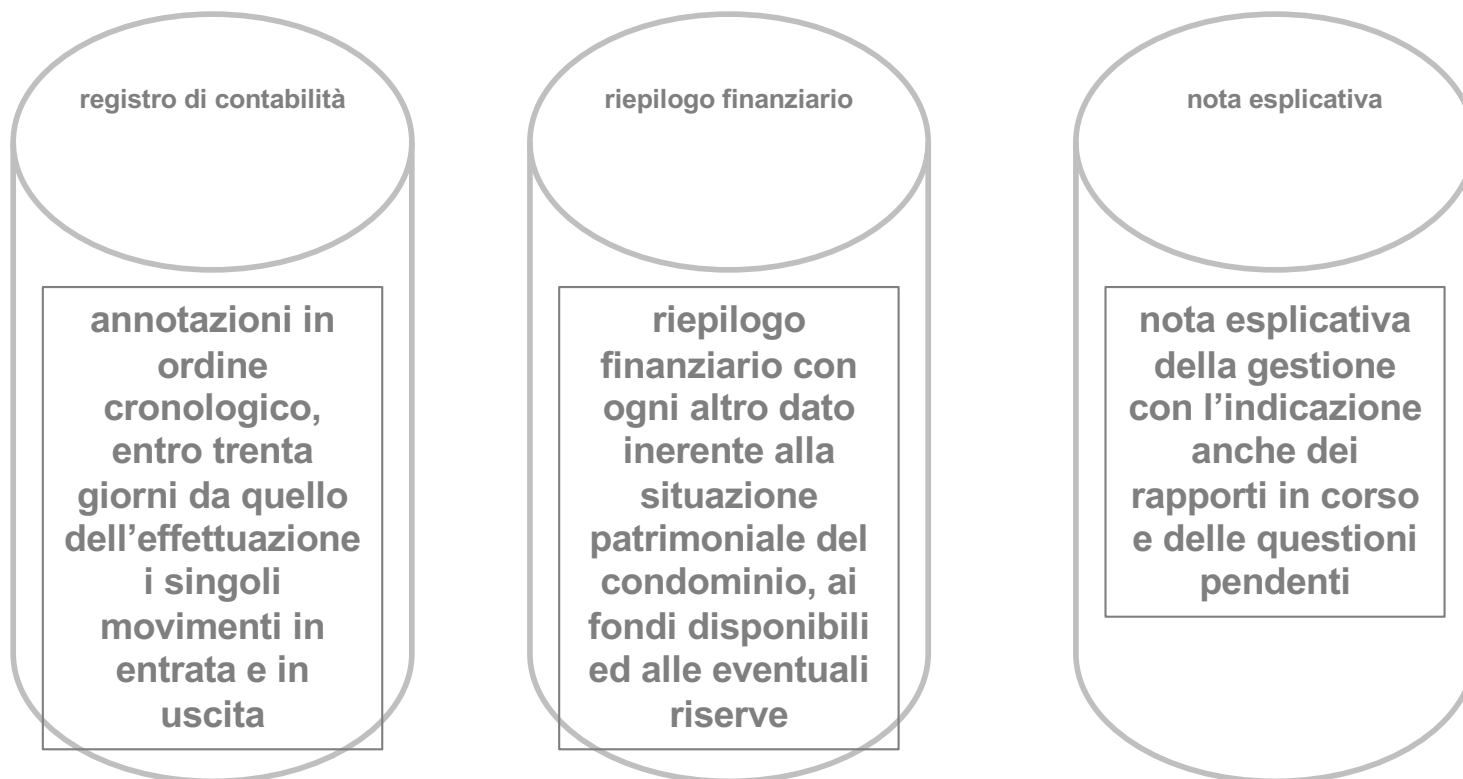 registro di contabilità
annotazioni in
ordine
cronologico,
entro trenta
giorni da quello
dell’effettuazione
i singoli
movimenti in
entrata e in
uscita
riepilogo finanziario
riepilogo
finanziario con
ogni altro dato
inerente alla
situazione
patrimoniale del
condominio, ai
fondi disponibili
ed alle eventuali
riserve
nota esplicativa
nota esplicativa
della gestione
con l’indicazione
anche dei
rapporti in corso
e delle questioni
pendenti